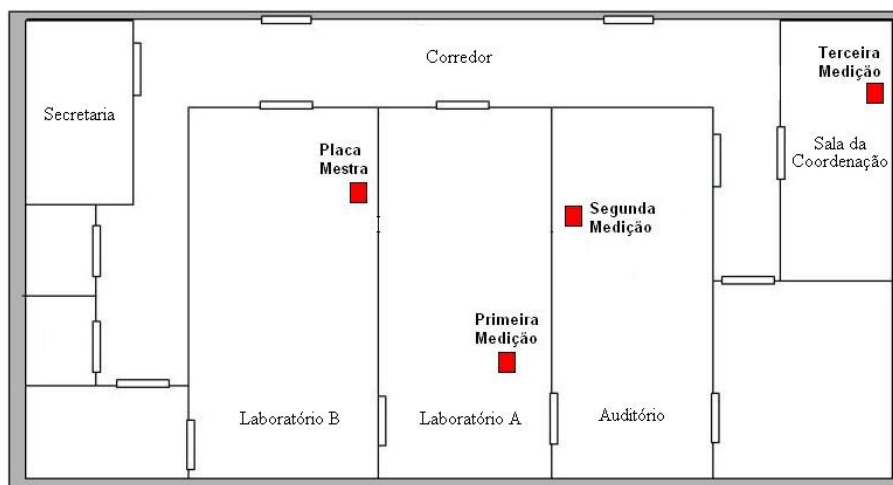 Corredor
Terceira
Medição
Secretaria
Sala da
Coordenação
Placa
Mestra
Segunda
Medição
Primeira
Medição
Laboratório B
Laboratório A
Auditório